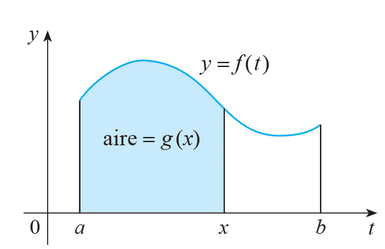 y
y = f(t)
aire = g(x)
0 a x b t